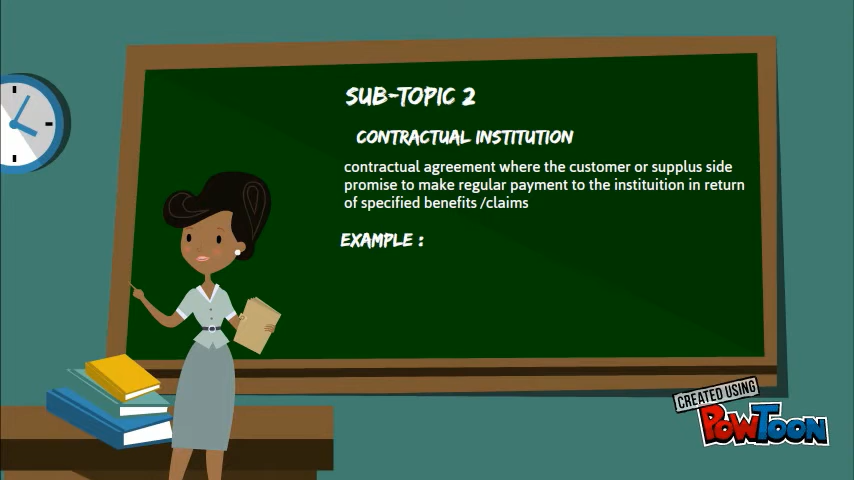 SUB-TOPIC 2
CONTRACTUAL INSTITUTION
contractual agreement where the customer or supplus side
promise to make regular payment to the instituition in return
of specified benefits /claims
EXAMPLE :
CREATED USING
POWTOON